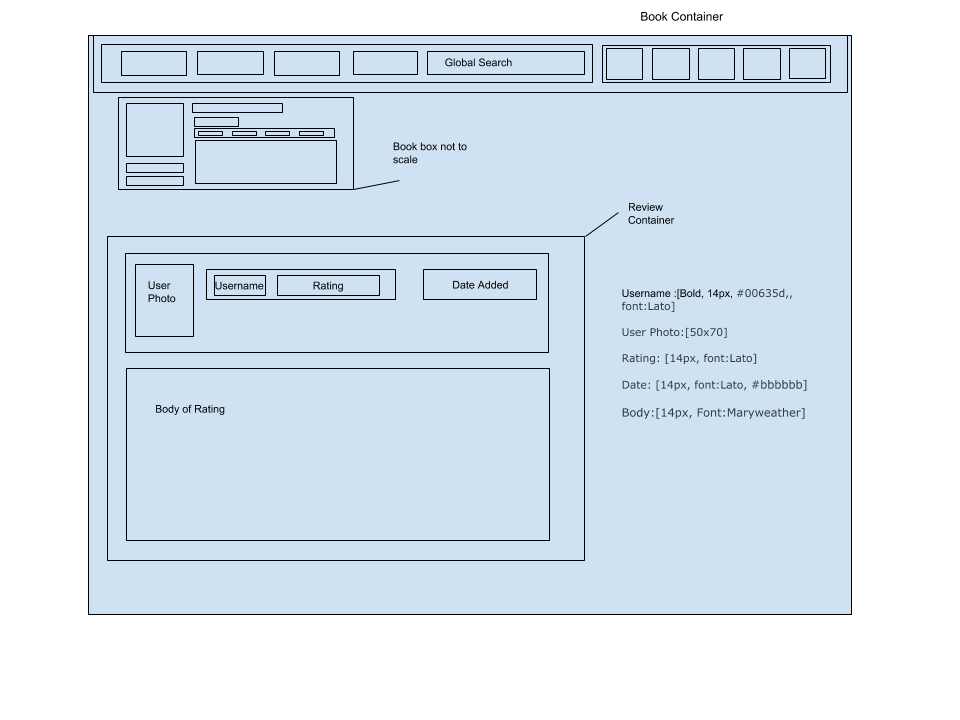 Book Container
Global Search
Book box not to
scale
Review
Container
User
Photo
Username
Rating
Date Added
Body of Rating
Username :[Bold, 14px, #00635d,,
font:Lato]
User Photo:[50x70]
Rating: [14px, font:Lato]
Date: [14px, font:Lato, #bbbbbb]
Body:[14px, Font:Maryweather]